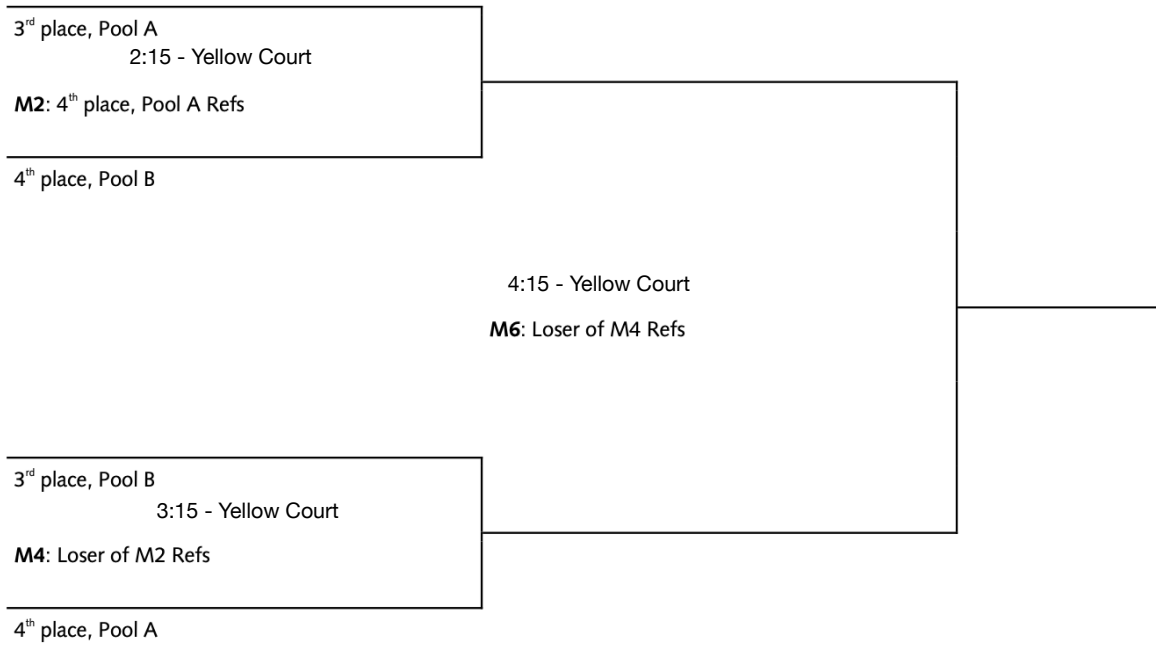 3rd place, Pool A
2:15 - Yellow Court
M2: 4th place, Pool A Refs
4th place, Pool B
4:15 - Yellow Court
M6: Loser of M4 Refs
3rd place, Pool B
3:15 - Yellow Court
M4: Loser of M2 Refs
4th place, Pool A